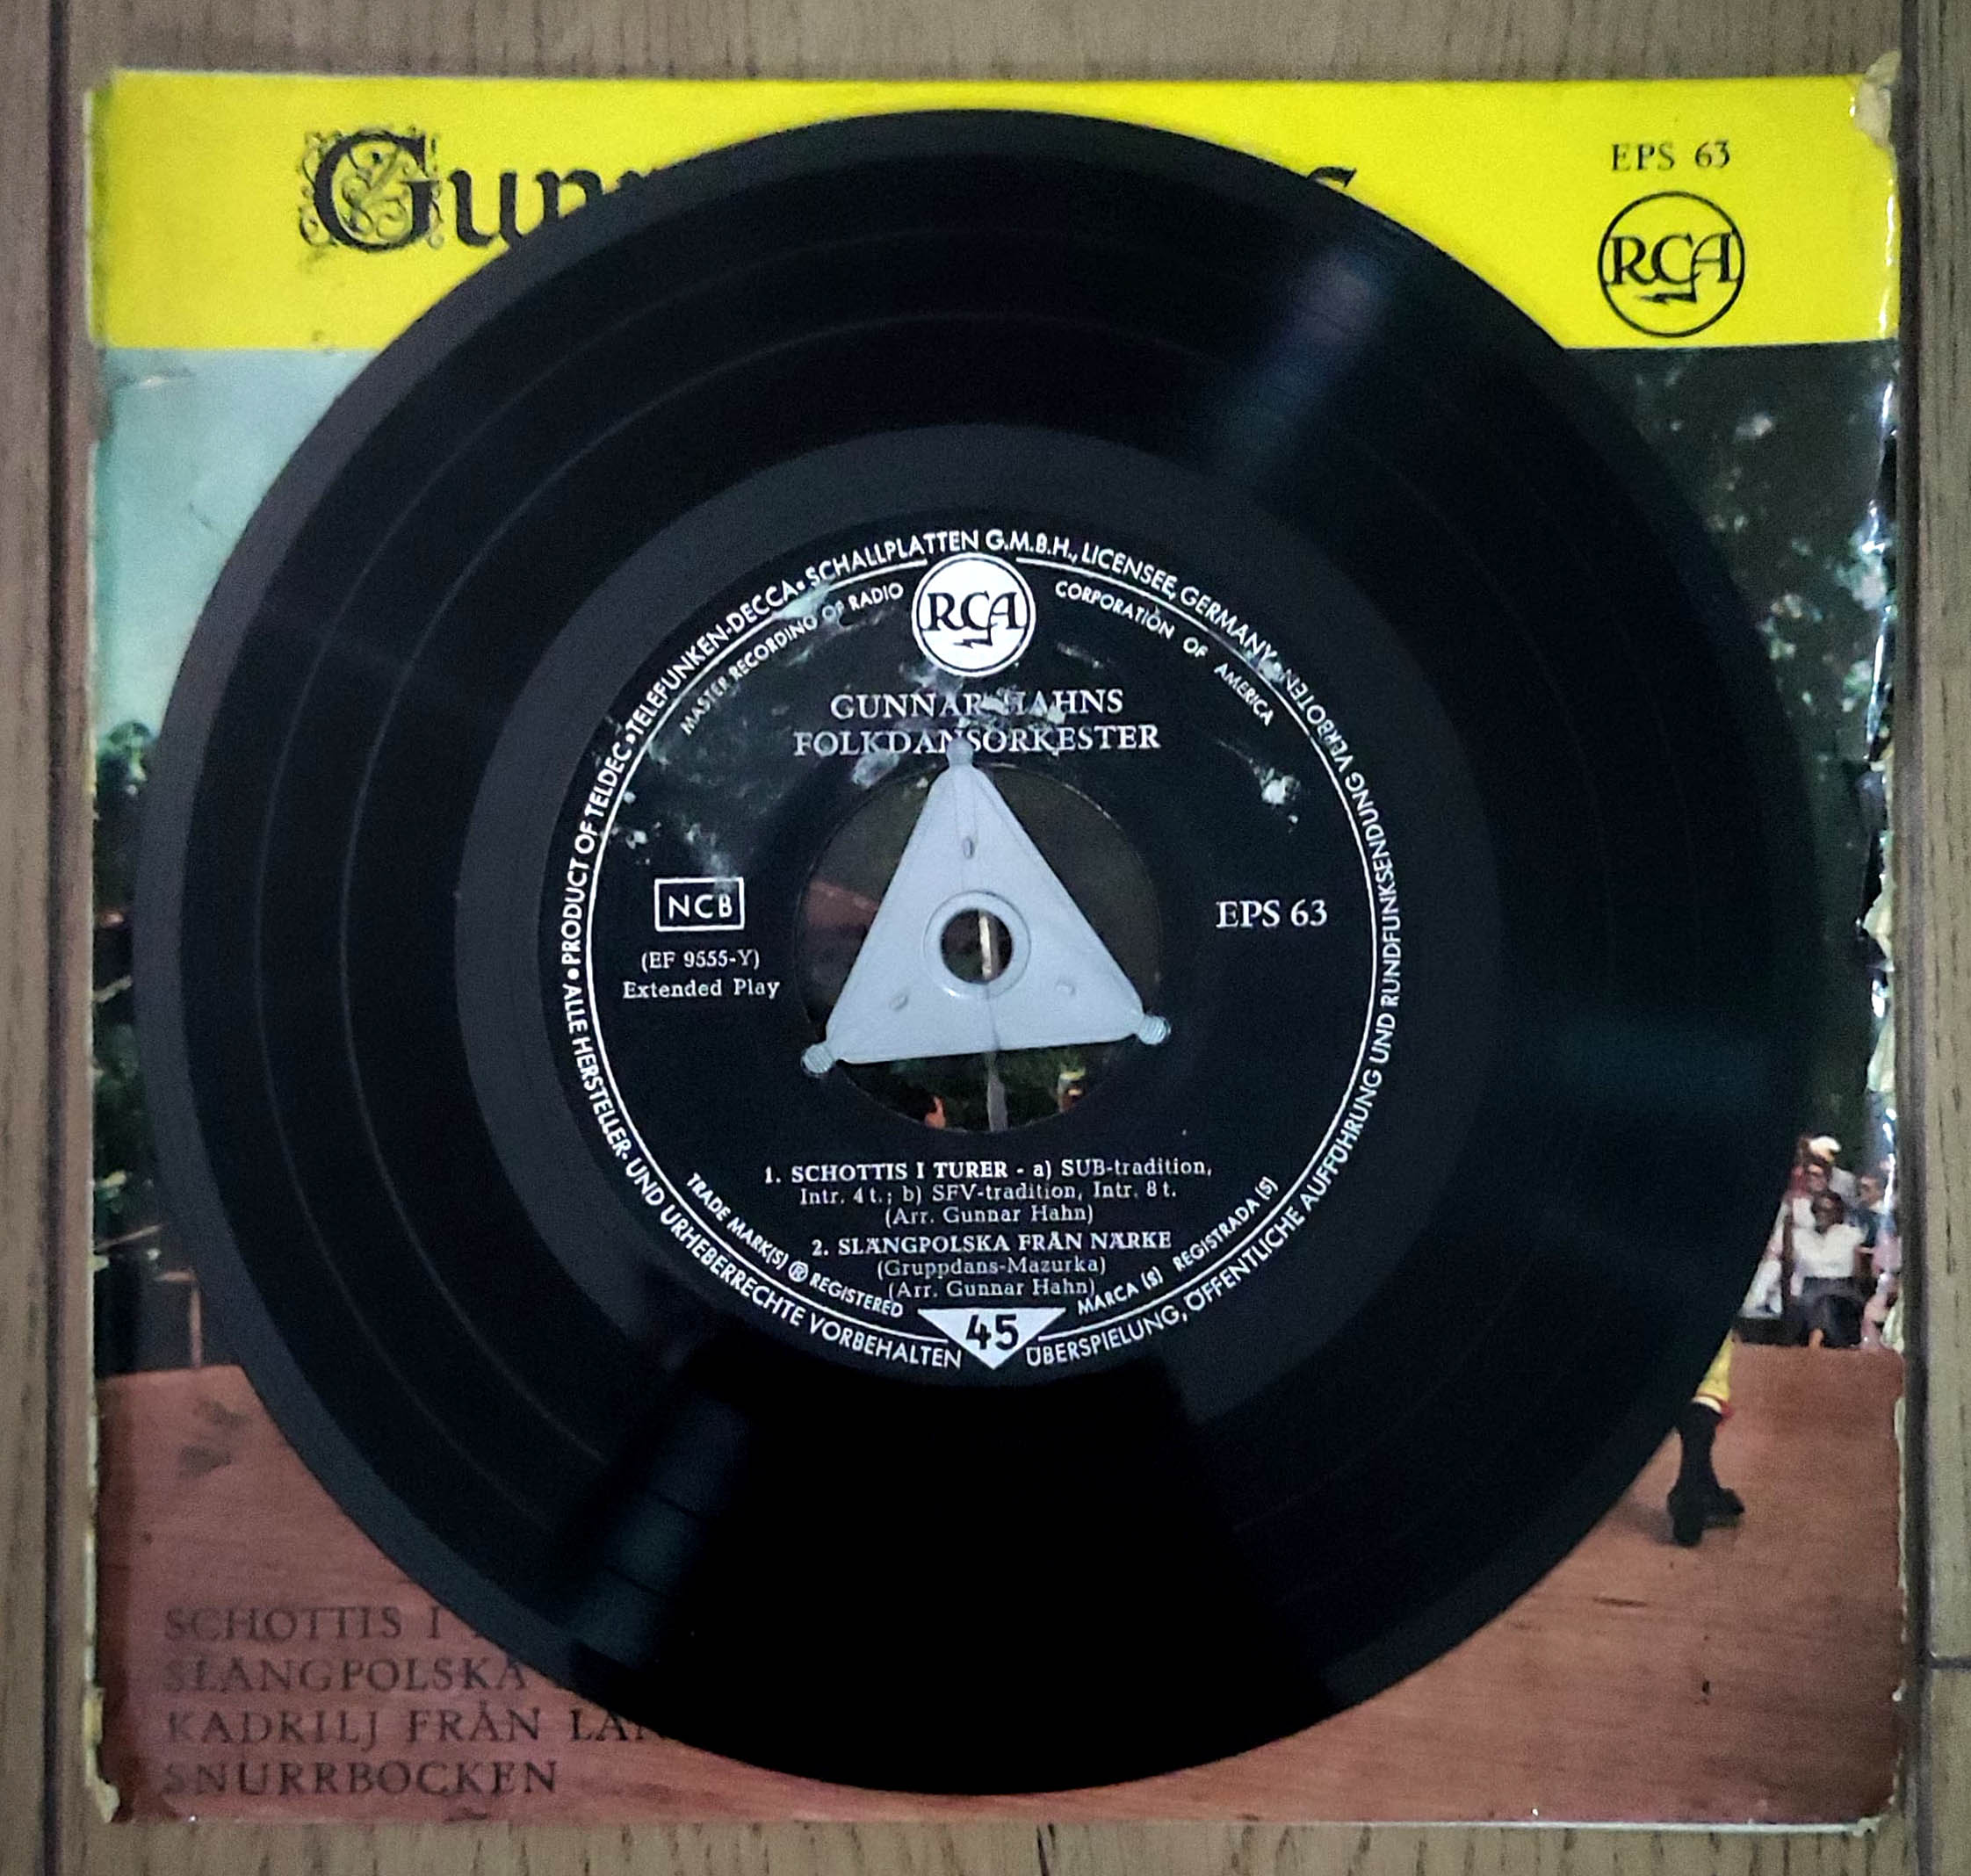 EPS 63
RCA
PRODUCT OF TELDEC • TELEFUNKEN-DECCA • SCHALLPLATTEN G.M.B.H., LICENSEE, GERMANY •
ALLE HERSTELLER- UND URHEBERRECHTE VORBEHALTEN
ÜBERSPIELUNG, ÖFFENTLICHE AUFFÜHRUNG UND RUNDFUNKSENDUNG VERBOTEN
MASTER RECORDING OF RADIO
RCA
CORPORATION OF AMERICA
GUNNAR HAHNS
FOLKDANSORKESTER
NCB
EPS 63
(EF 9555-Y)
Extended Play
1. SCHOTTIS I TURER - a) SUB-tradition,
Intr. 4 t.; b) SFV-tradition, Intr. 8 t.
(Arr. Gunnar Hahn)
2. SLÄNGPOLSKA FRÅN NÄRKE
(Gruppdans-Mazurka)
(Arr. Gunnar Hahn)
TRADE MARK(S) ® REGISTERED
MARCA (S) REGISTRADA (S)
45
SCHOTTIS I
SLÄNGPOLSKA
KADRILJ FRÅN
SNURRBOCKEN